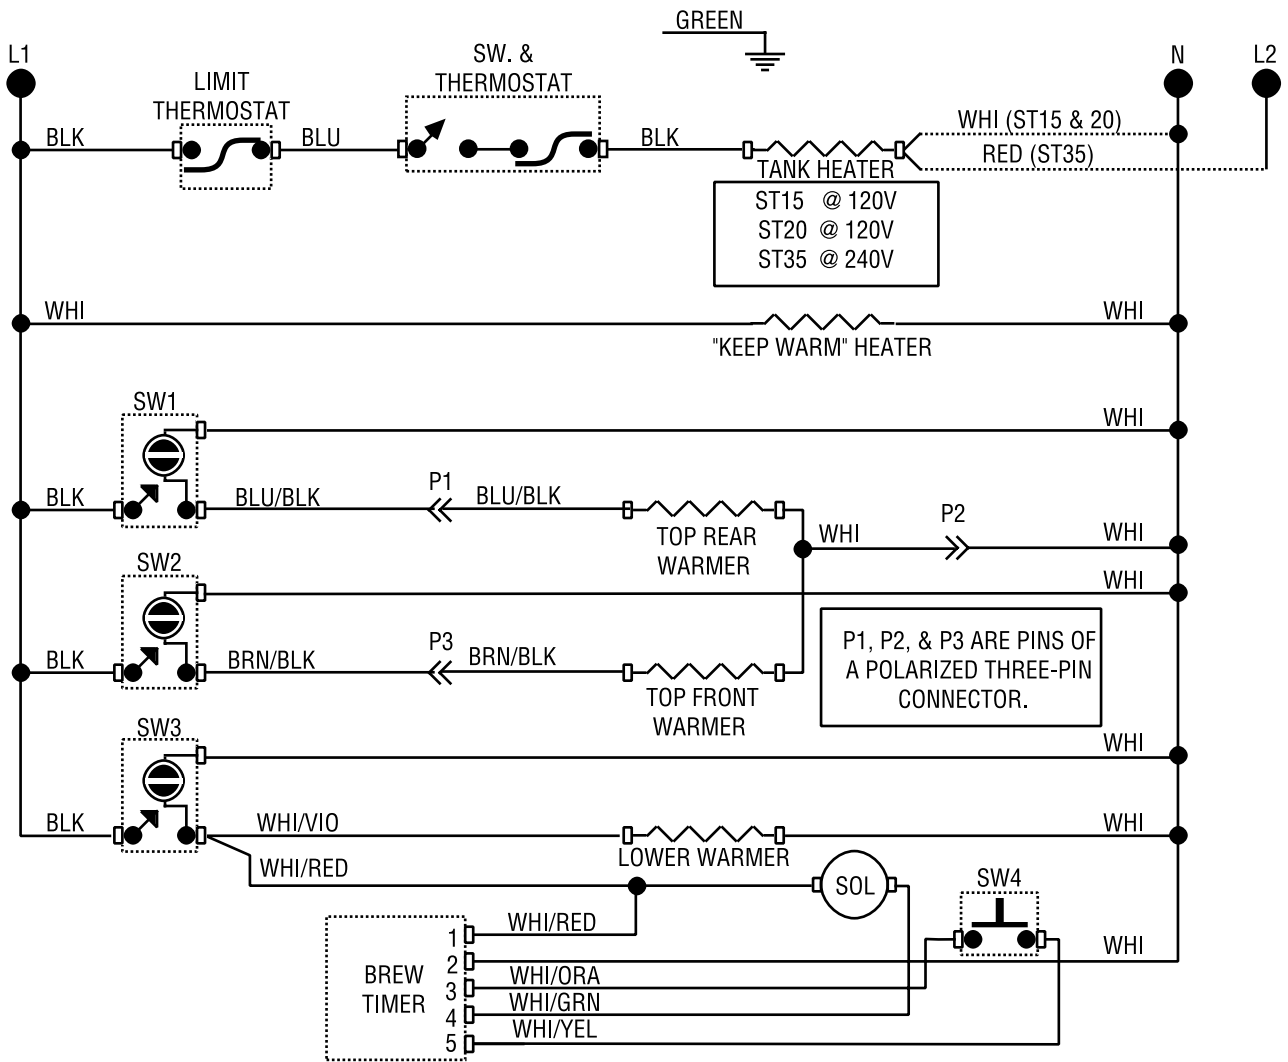 GREEN
L1
SW. &
THERMOSTAT
N
L2
LIMIT
THERMOSTAT
BLK
BLU
BLK
WHI (ST15 & 20)
RED (ST35)
TANK HEATER
ST15 @ 120V
ST20 @ 120V
ST35 @ 240V
WHI
WHI
"KEEP WARM" HEATER
SW1
WHI
BLK
BLU/BLK
P1
BLU/BLK
TOP REAR
WARMER
WHI
P2
WHI
SW2
WHI
BLK
BRN/BLK
P3
BRN/BLK
TOP FRONT
WARMER
P1, P2, & P3 ARE PINS OF
A POLARIZED THREE-PIN
CONNECTOR.
SW3
WHI
BLK
WHI/VIO
LOWER WARMER
WHI
WHI/RED
SOL
SW4
BREW
TIMER
1
WHI/RED
2
WHI
3
WHI/ORA
4
WHI/GRN
5
WHI/YEL